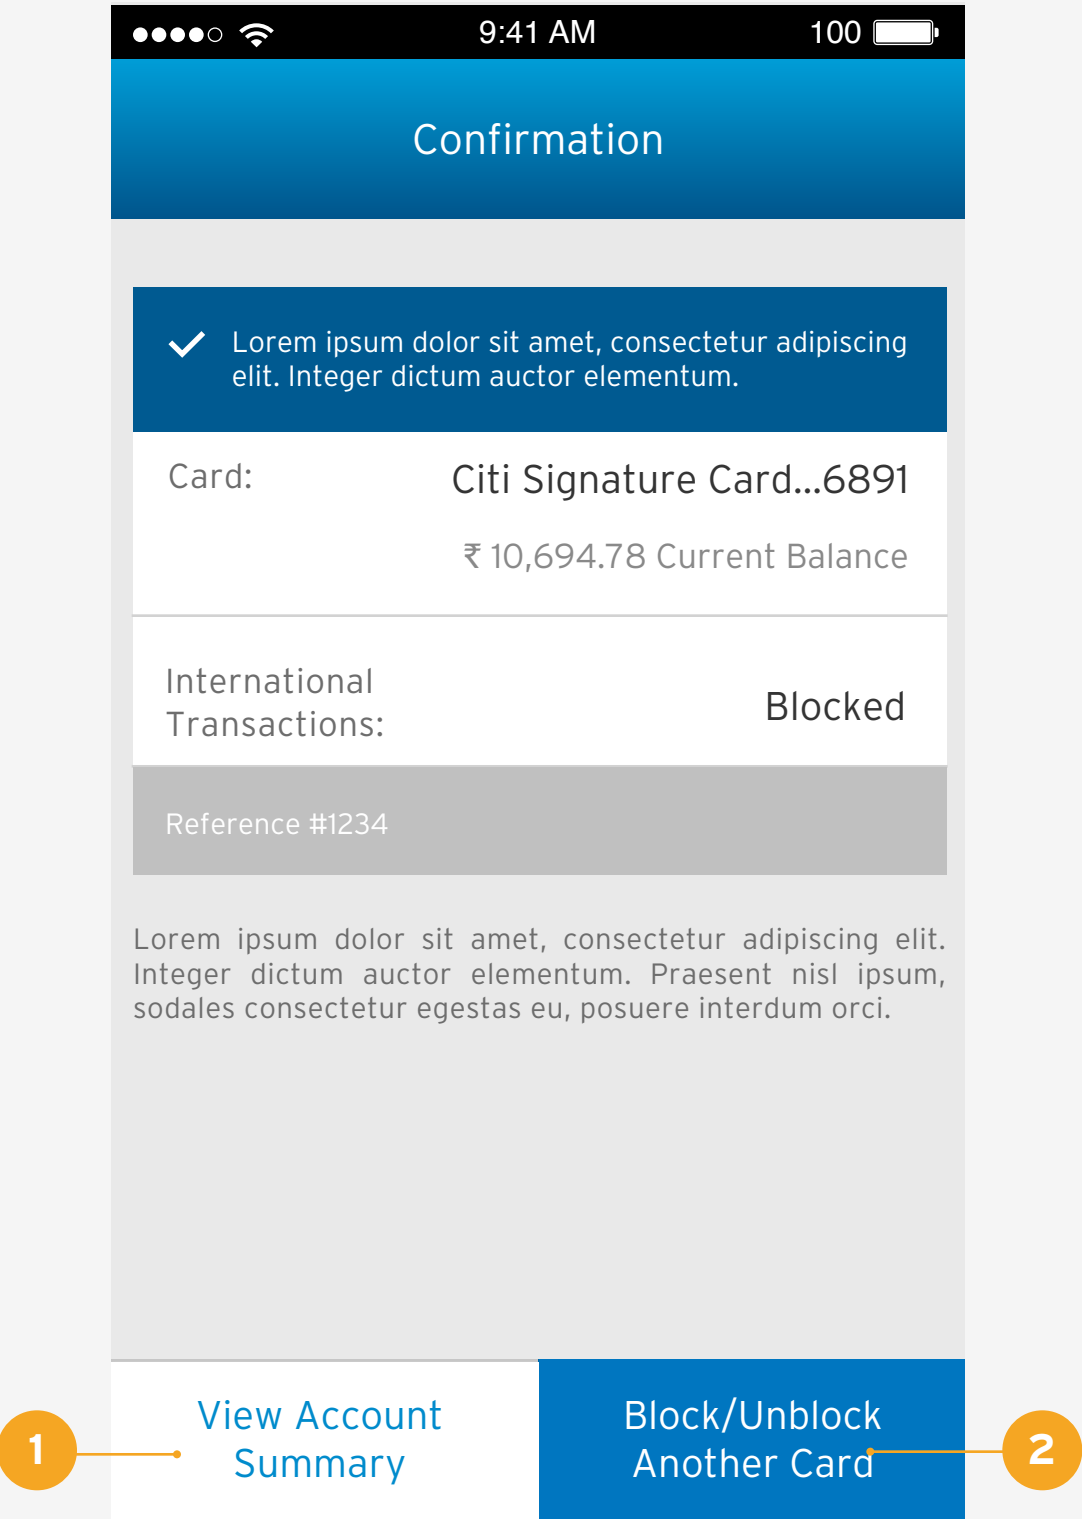 9:41 AM
100
Confirmation
Lorem ipsum dolor sit amet, consectetur adipiscing
elit. Integer dictum auctor elementum.
Card:
Citi Signature Card...6891
₹ 10,694.78 Current Balance
International
Transactions:
Blocked
Reference #1234
Lorem ipsum dolor sit amet, consectetur adipiscing elit.
Integer dictum auctor elementum. Praesent nisl ipsum,
sodales consectetur egestas eu, posuere interdum orci.
1
View Account
Summary
Block/Unblock
Another Card
2